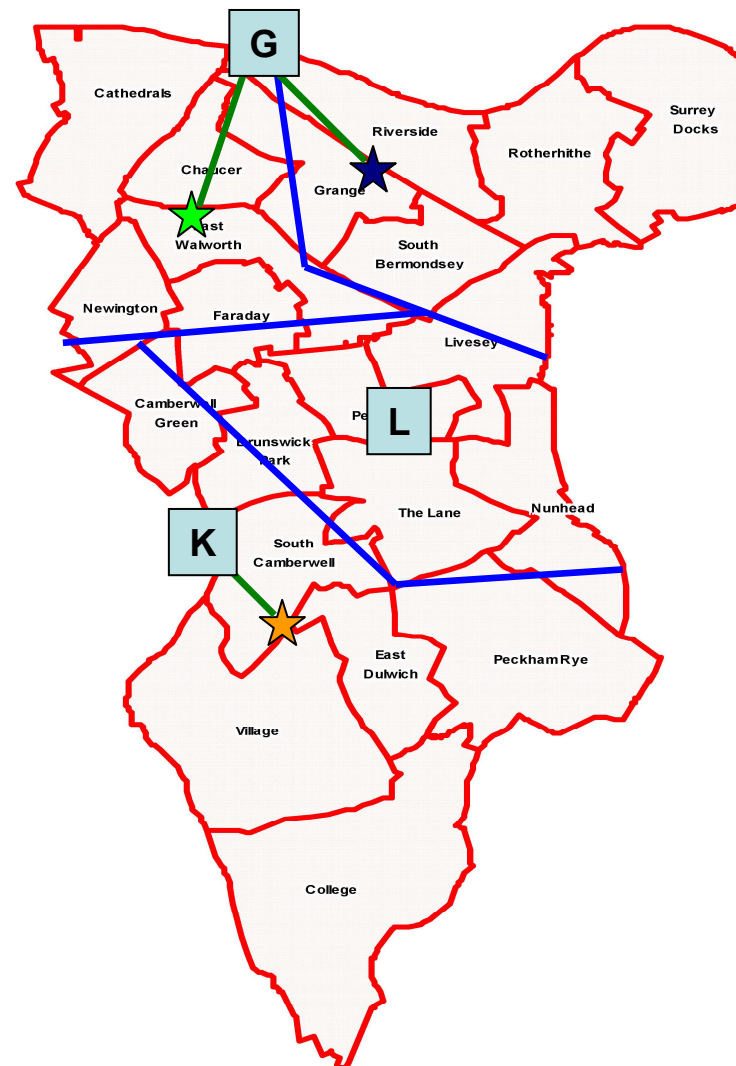 G
Cathedrals
Surrey
Docks
Riverside
Rotherhithe
Chaucer
Grange
East
Walworth
South
Bermondsey
Newington
Faraday
Livesey
Camberwell
Green
L
Brunswick
Park
The Lane
Nunhead
K
South
Camberwell
East
Dulwich
Peckham Rye
Village
College